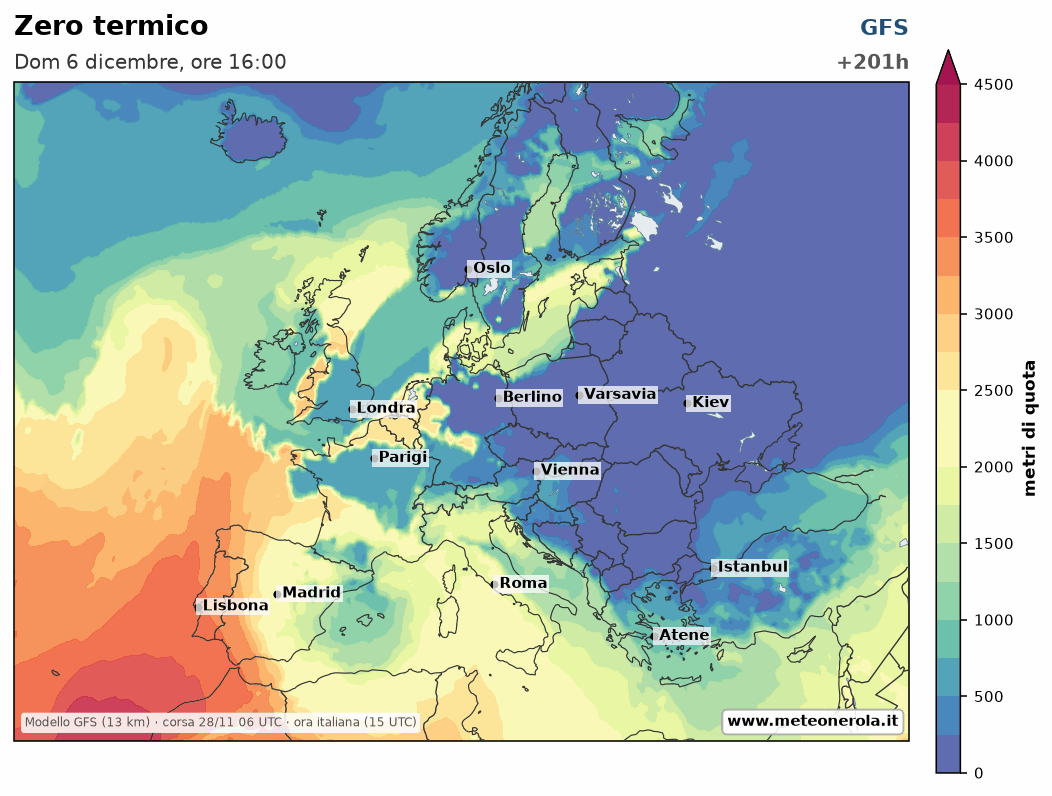 Zero termico
GFS
Dom 6 dicembre, ore 16:00
+201h
4500
4000
3500
3000
2500
2000
1500
1000
500
0
metri di quota
Oslo
Berlino
Varsavia
Kiev
Londra
Parigi
Vienna
Istanbul
Roma
Madrid
Lisbona
Atene
Modello GFS (13 km) · corsa 28/11 06 UTC · ora italiana (15 UTC)
www.meteonerola.it